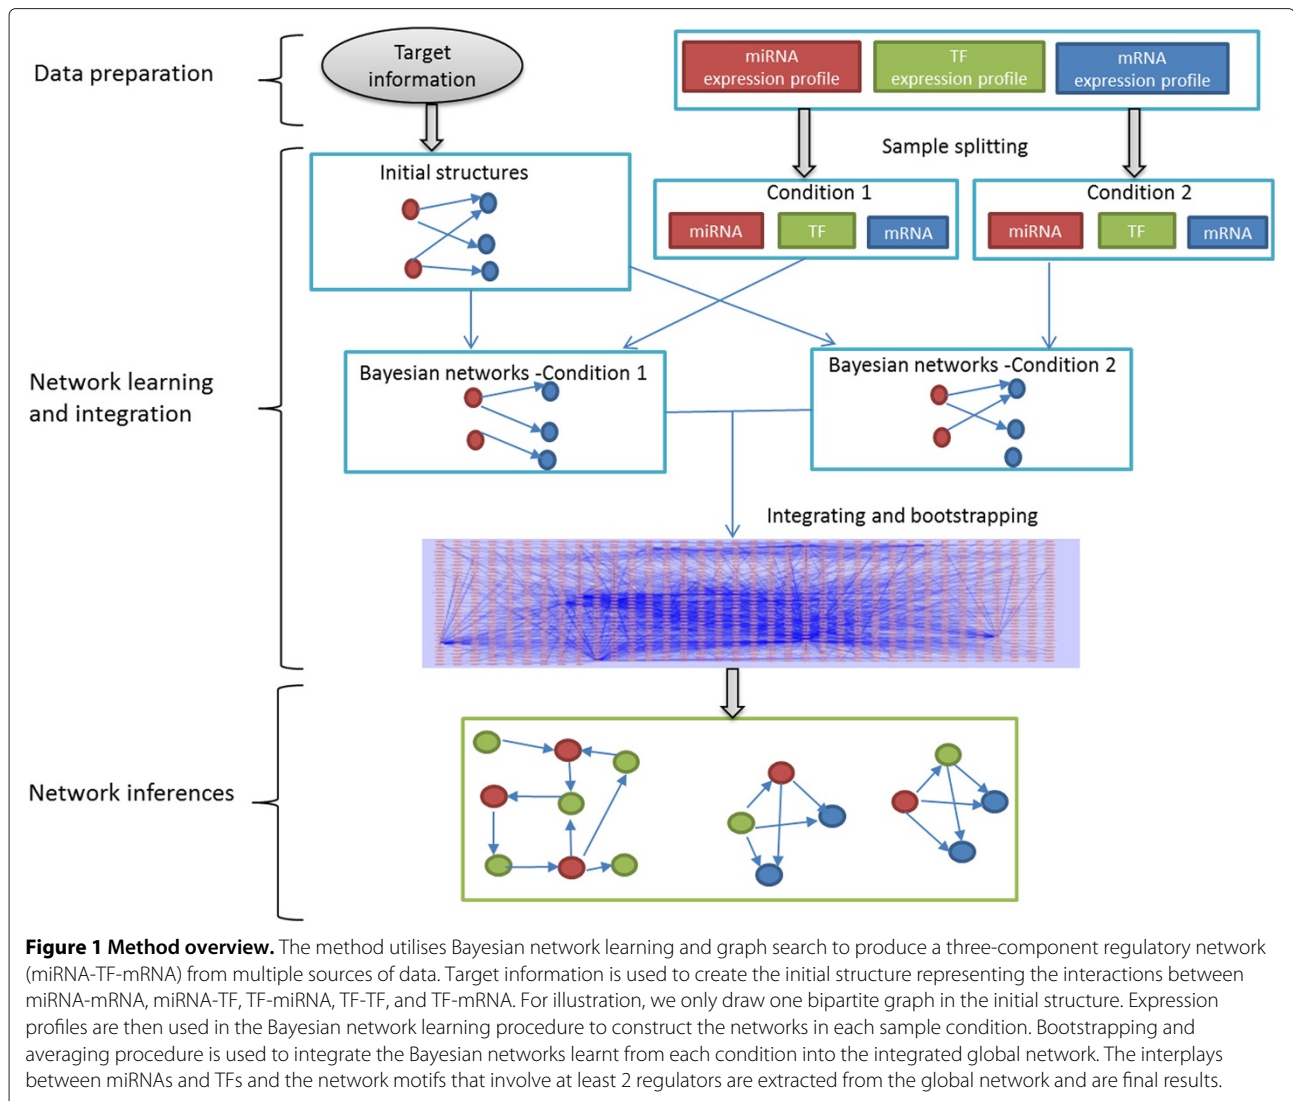 Data preparation
Target
information
miRNA
expression profile
TF
expression profile
mRNA
expression profile
Sample splitting
Initial structures
Condition 1
miRNA
TF
mRNA
Condition 2
miRNA
TF
mRNA
Network learning
and integration
Bayesian networks -Condition 1
Bayesian networks -Condition 2
Integrating and bootstrapping
Network inferences
Figure 1 Method overview. The method utilises Bayesian network learning and graph search to produce a three-component regulatory network
(miRNA-TF-mRNA) from multiple sources of data. Target information is used to create the initial structure representing the interactions between
miRNA-mRNA, miRNA-TF, TF-miRNA, TF-TF, and TF-mRNA. For illustration, we only draw one bipartite graph in the initial structure. Expression
profiles are then used in the Bayesian network learning procedure to construct the networks in each sample condition. Bootstrapping and
averaging procedure is used to integrate the Bayesian networks learnt from each condition into the integrated global network. The interplays
between miRNAs and TFs and the network motifs that involve at least 2 regulators are extracted from the global network and are final results.